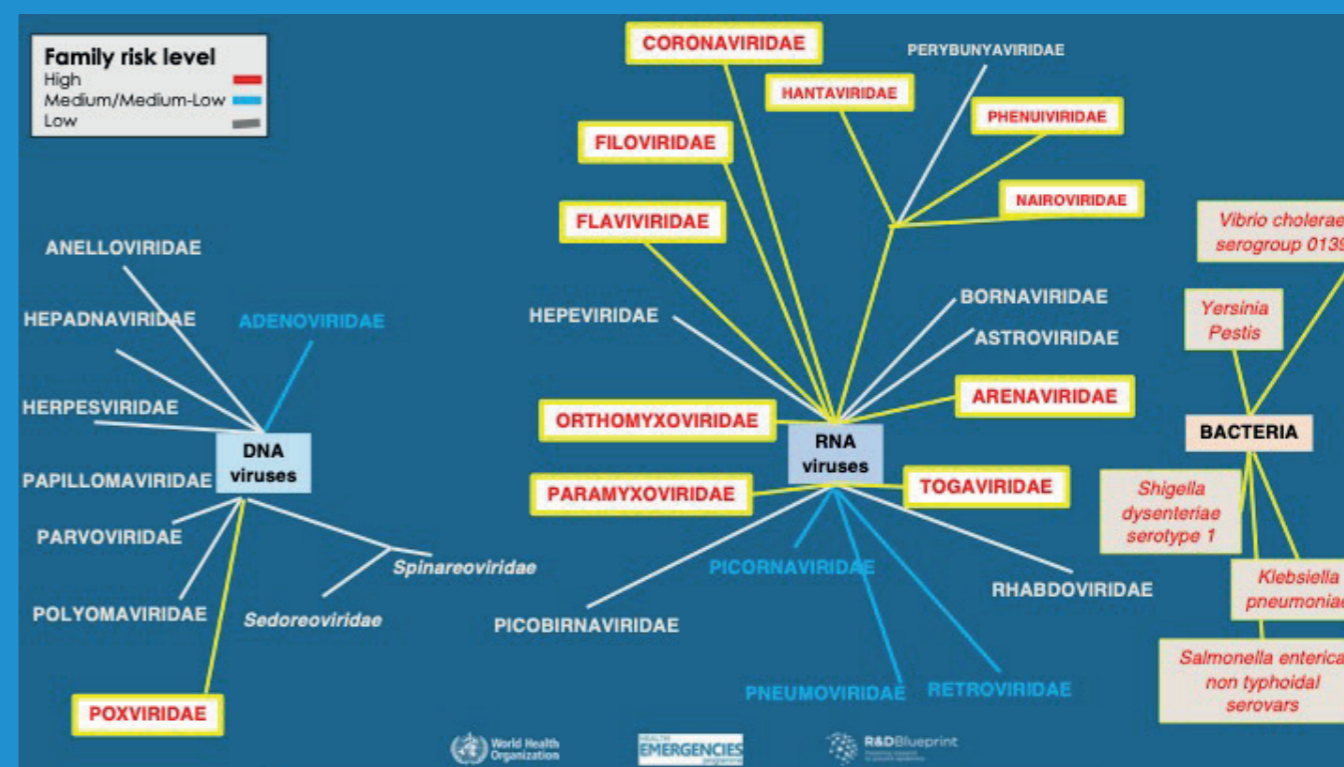 Family risk level
High
Medium/Medium-Low
Low
CORONAVIRIDAE
PERYBUNYAVIRIDAE
HANTAVIRIDAE
PHENUIVIRIDAE
FILOVIRIDAE
NAIROVIRIDAE
FLAVIVIRIDAE
Vibrio cholerae
serogroup 0139
ANELLOVIRIDAE
HEPADNAVIRIDAE
ADENOVIRIDAE
HEPEVIRIDAE
BORNAVIRIDAE
ASTROVIRIDAE
Yersinia
Pestis
HERPESVIRIDAE
ORTHOMYXOVIRIDAE
ARENAVIRIDAE
DNA
viruses
RNA
viruses
BACTERIA
PAPILLOMAVIRIDAE
PARAMYXOVIRIDAE
TOGAVIRIDAE
Shigella
dysenteriae
serotype 1
PARVOVIRIDAE
Spinareoviridae
PICORNAVIRIDAE
RHABDOVIRIDAE
Klebsiella
pneumoniae
POLYOMAVIRIDAE
Sedoreoviridae
PICOBIRNAVIRIDAE
Salmonella enterica
non typhoidal
serovars
PNEUMOVIRIDAE
RETROVIRIDAE
POXVIRIDAE
World Health
Organization
HEALTH
EMERGENCIES
programme
R&DBlueprint